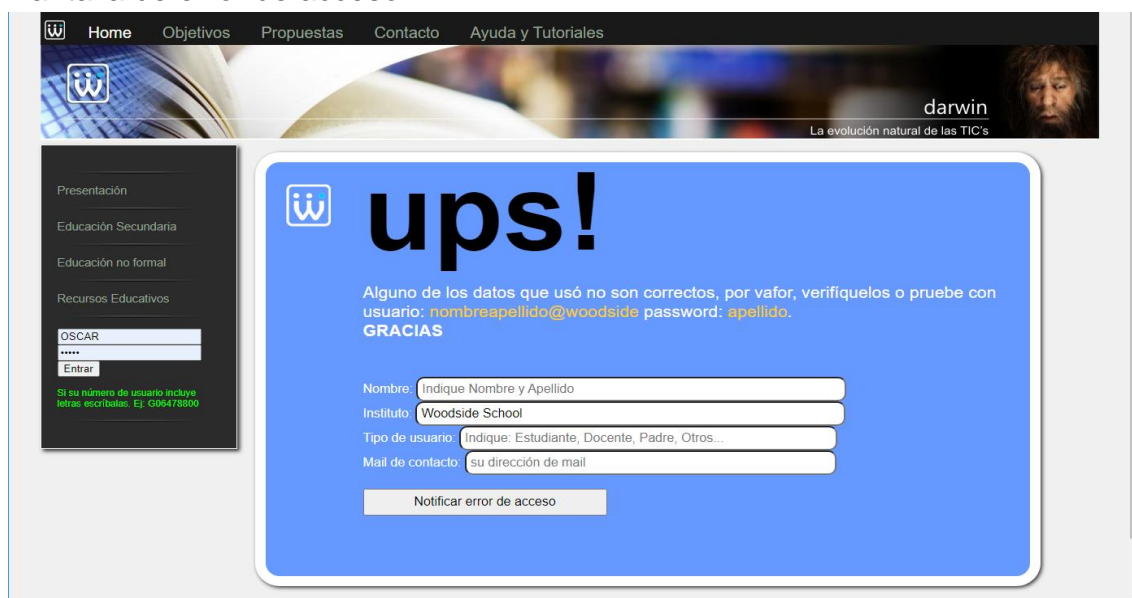 Home Objetivos Propuestas Contacto Ayuda y Tutoriales
darwin
La evolución natural de las TIC's
Presentación
Educación Secundaria
Educación no formal
Recursos Educativos
OSCAR
•••••
Entrar
Si su número de usuario incluye
letras escríbalas. Ej: G06478800
ups!
Alguno de los datos que usó no son correctos, por vafor, verifíquelos o pruebe con
usuario: nombreapellido@woodside password: apellido.
GRACIAS
Nombre: Indique Nombre y Apellido
Instituto: Woodside School
Tipo de usuario: Indique: Estudiante, Docente, Padre, Otros...
Mail de contacto: su dirección de mail
Notificar error de acceso